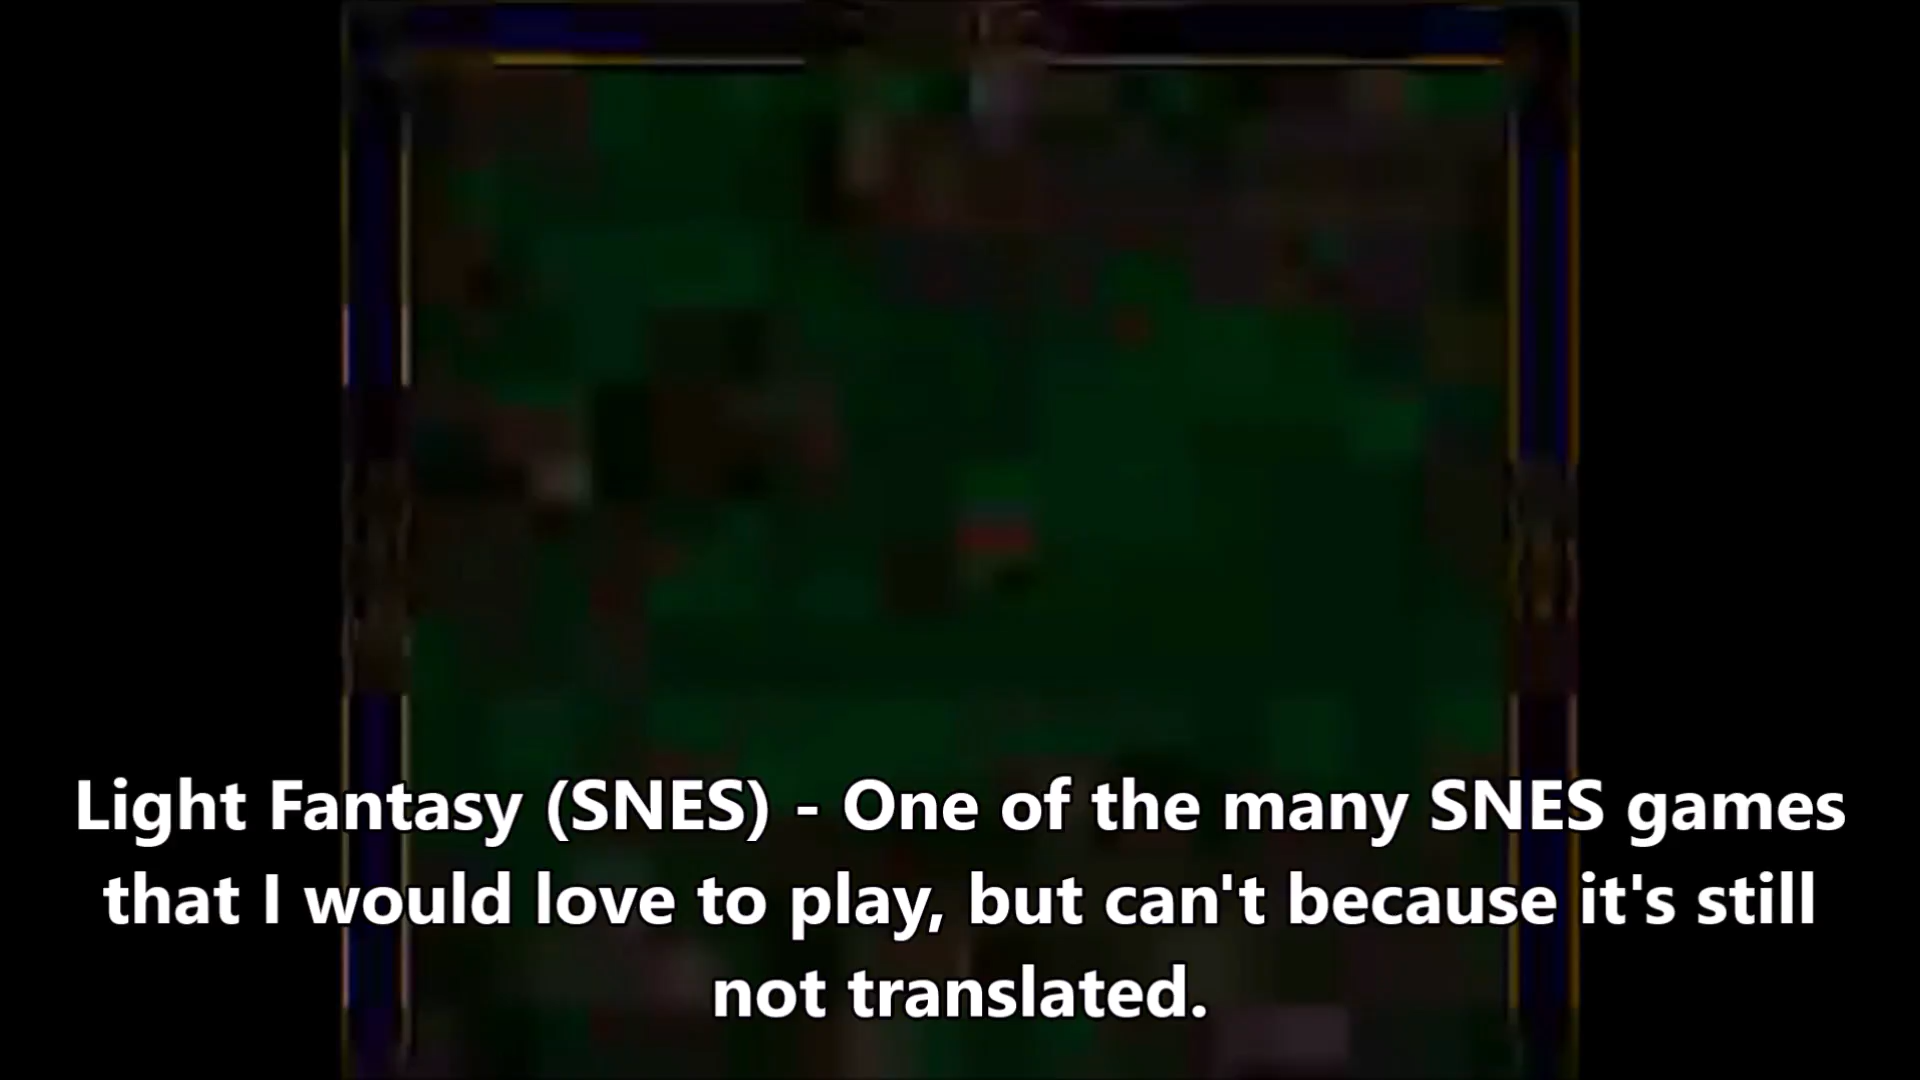 Light Fantasy (SNES) - One of the many SNES games
that I would love to play, but can't because it's still
not translated.